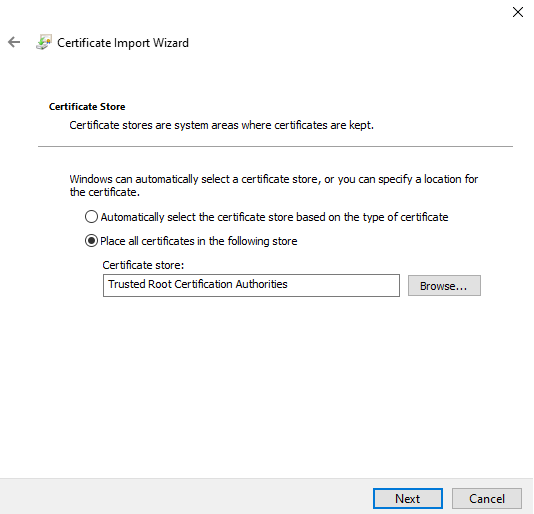 Certificate Import Wizard
Certificate Store
Certificate stores are system areas where certificates are kept.
Windows can automatically select a certificate store, or you can specify a location for
the certificate.
Automatically select the certificate store based on the type of certificate
Place all certificates in the following store
Certificate store:
Trusted Root Certification Authorities
Browse...
Next
Cancel